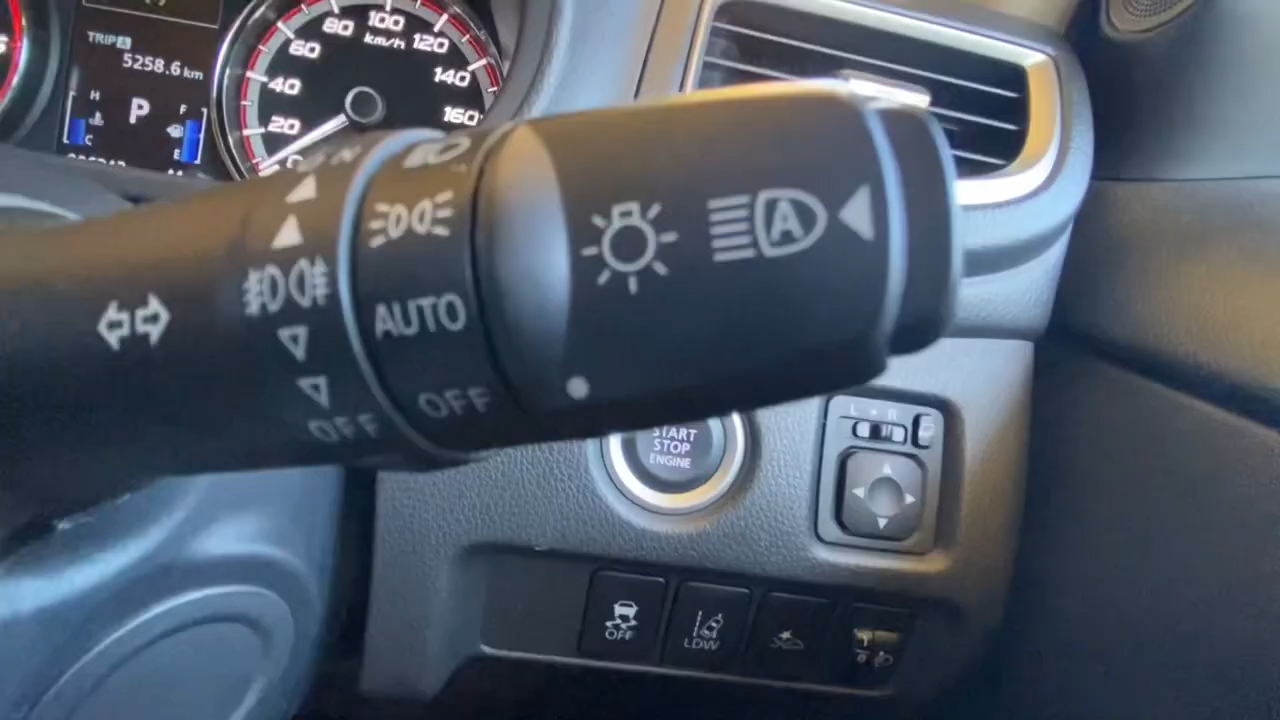 TRIP A
5258.6 km
H
C
P
F
E
20
40
60
80
100
120
140
160
km/h
A
AUTO
OFF
OFF
START
STOP
ENGINE
L
R
OFF
LDW